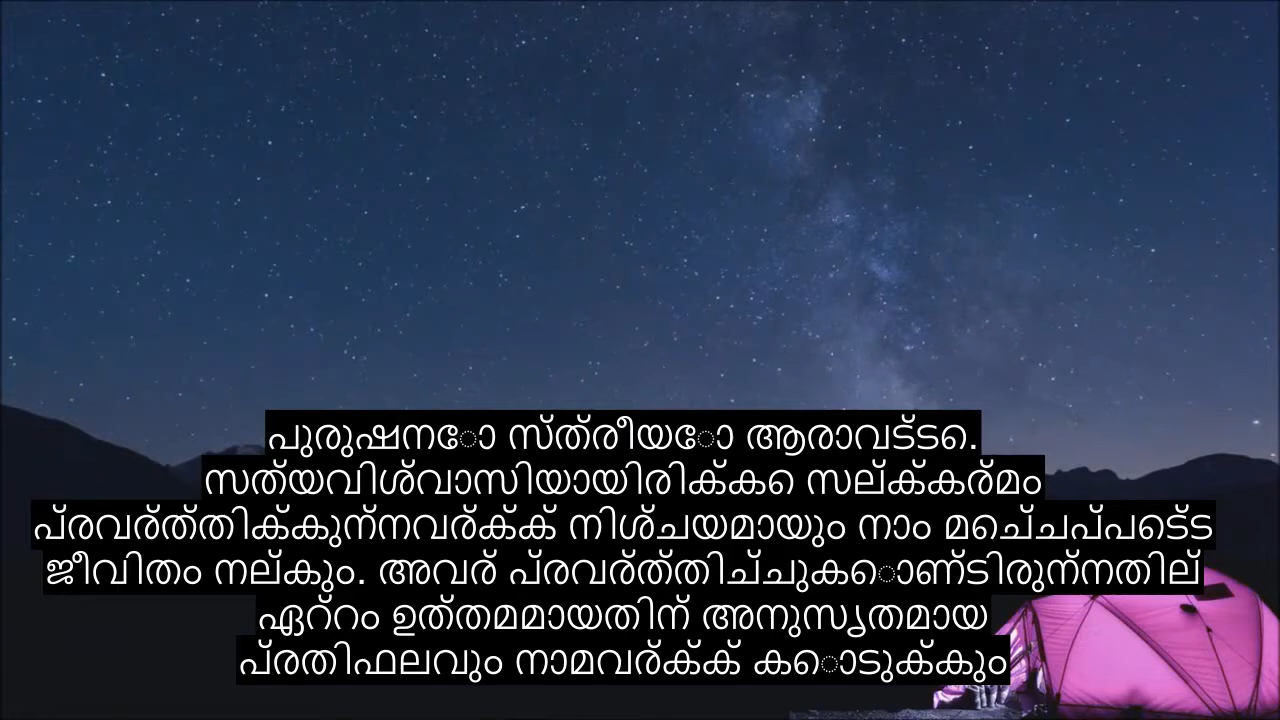 പുരുഷനോ സ്ത്രീയോ ആരാവട്ടെ.
സത്യവിശ്വാസിയായിരിക്കെ സല്ക്കര്മം
പ്രവര്ത്തിക്കുന്നവര്ക്ക് നിശ്ചയമായും നാം മെച്ചപ്പെട്ട
ജീവിതം നല്കും. അവര് പ്രവര്ത്തിച്ചുകൊണ്ടിരുന്നതില്
ഏറ്റം ഉത്തമമായതിന് അനുസൃതമായ
പ്രതിഫലവും നാമവര്ക്ക് കൊടുക്കും